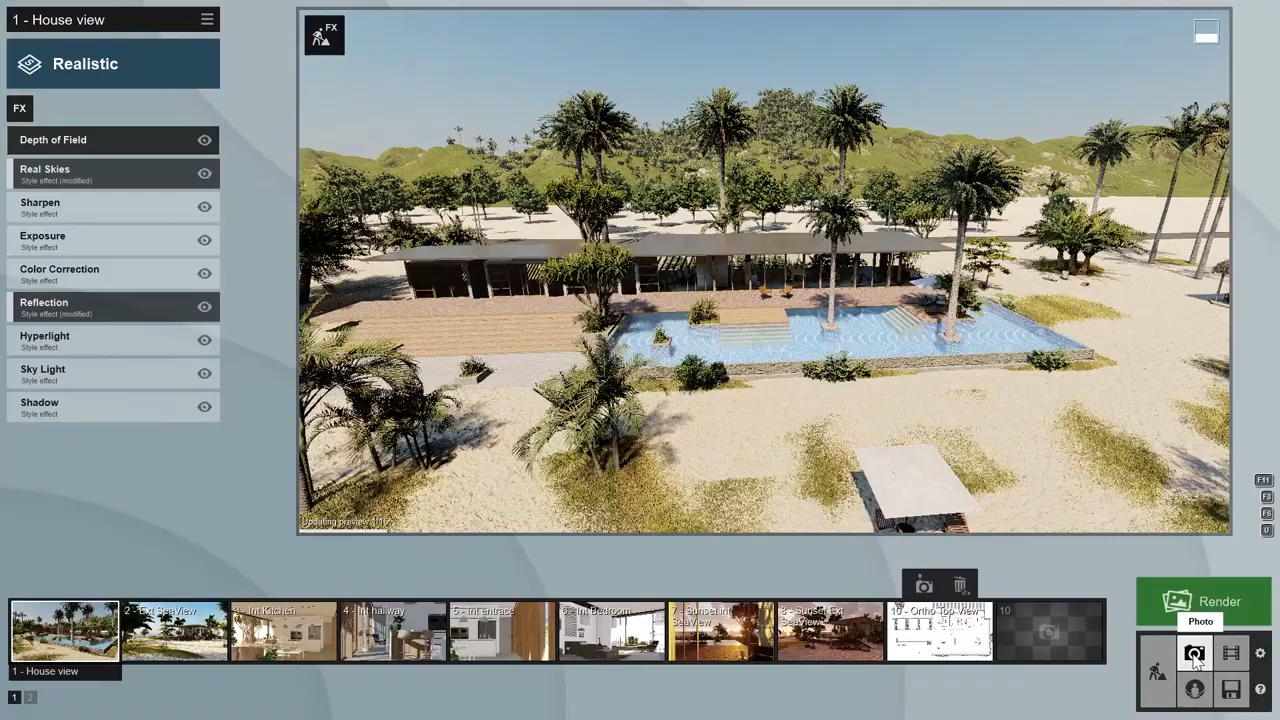 1 - House view
Realistic
FX
Depth of Field
Real Skies
Style effect (modified)
Sharpen
Style effect
Exposure
Style effect
Color Correction
Style effect
Reflection
Style effect (modified)
Hyperlight
Style effect
Sky Light
Style effect
Shadow
Style effect
FX
Updating preview 1/16
F11
F8
F6
U
2 - Ext SeaView
3 - Int Kitchen
4 - Int hallway
5 - Int entrace
6 - Int Bedroom
7 - Sunset int SeaView
8 - Sunset Ext SeaView
10 - Ortho Top View
10
1 - House view
1 2
Render
Photo